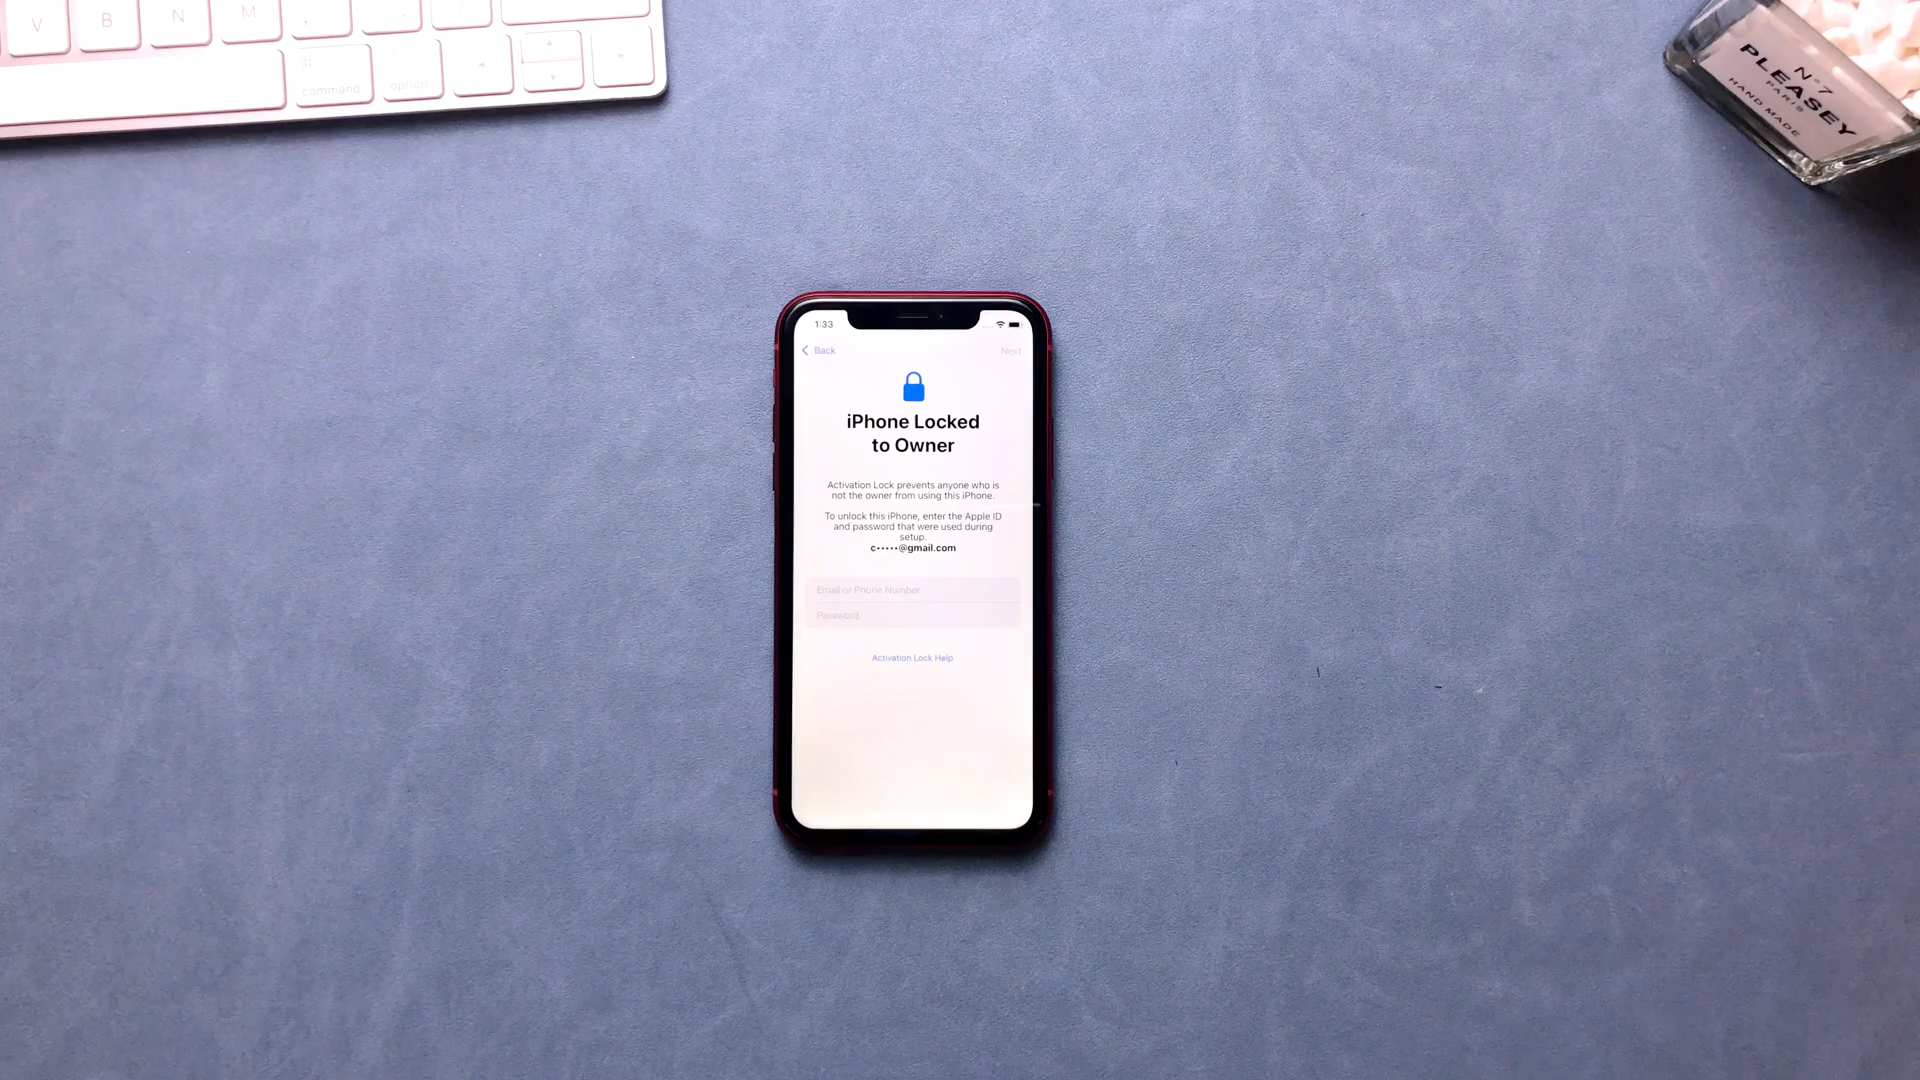 V B N M
⌘
command option
N°7
PLEASEY
PARIS
HAND MADE
1:33
Back
Next
iPhone Locked
to Owner
Activation Lock prevents anyone who is
not the owner from using this iPhone.
To unlock this iPhone, enter the Apple ID
and password that were used during
setup.
c•••••@gmail.com
Email or Phone Number
Password
Activation Lock Help